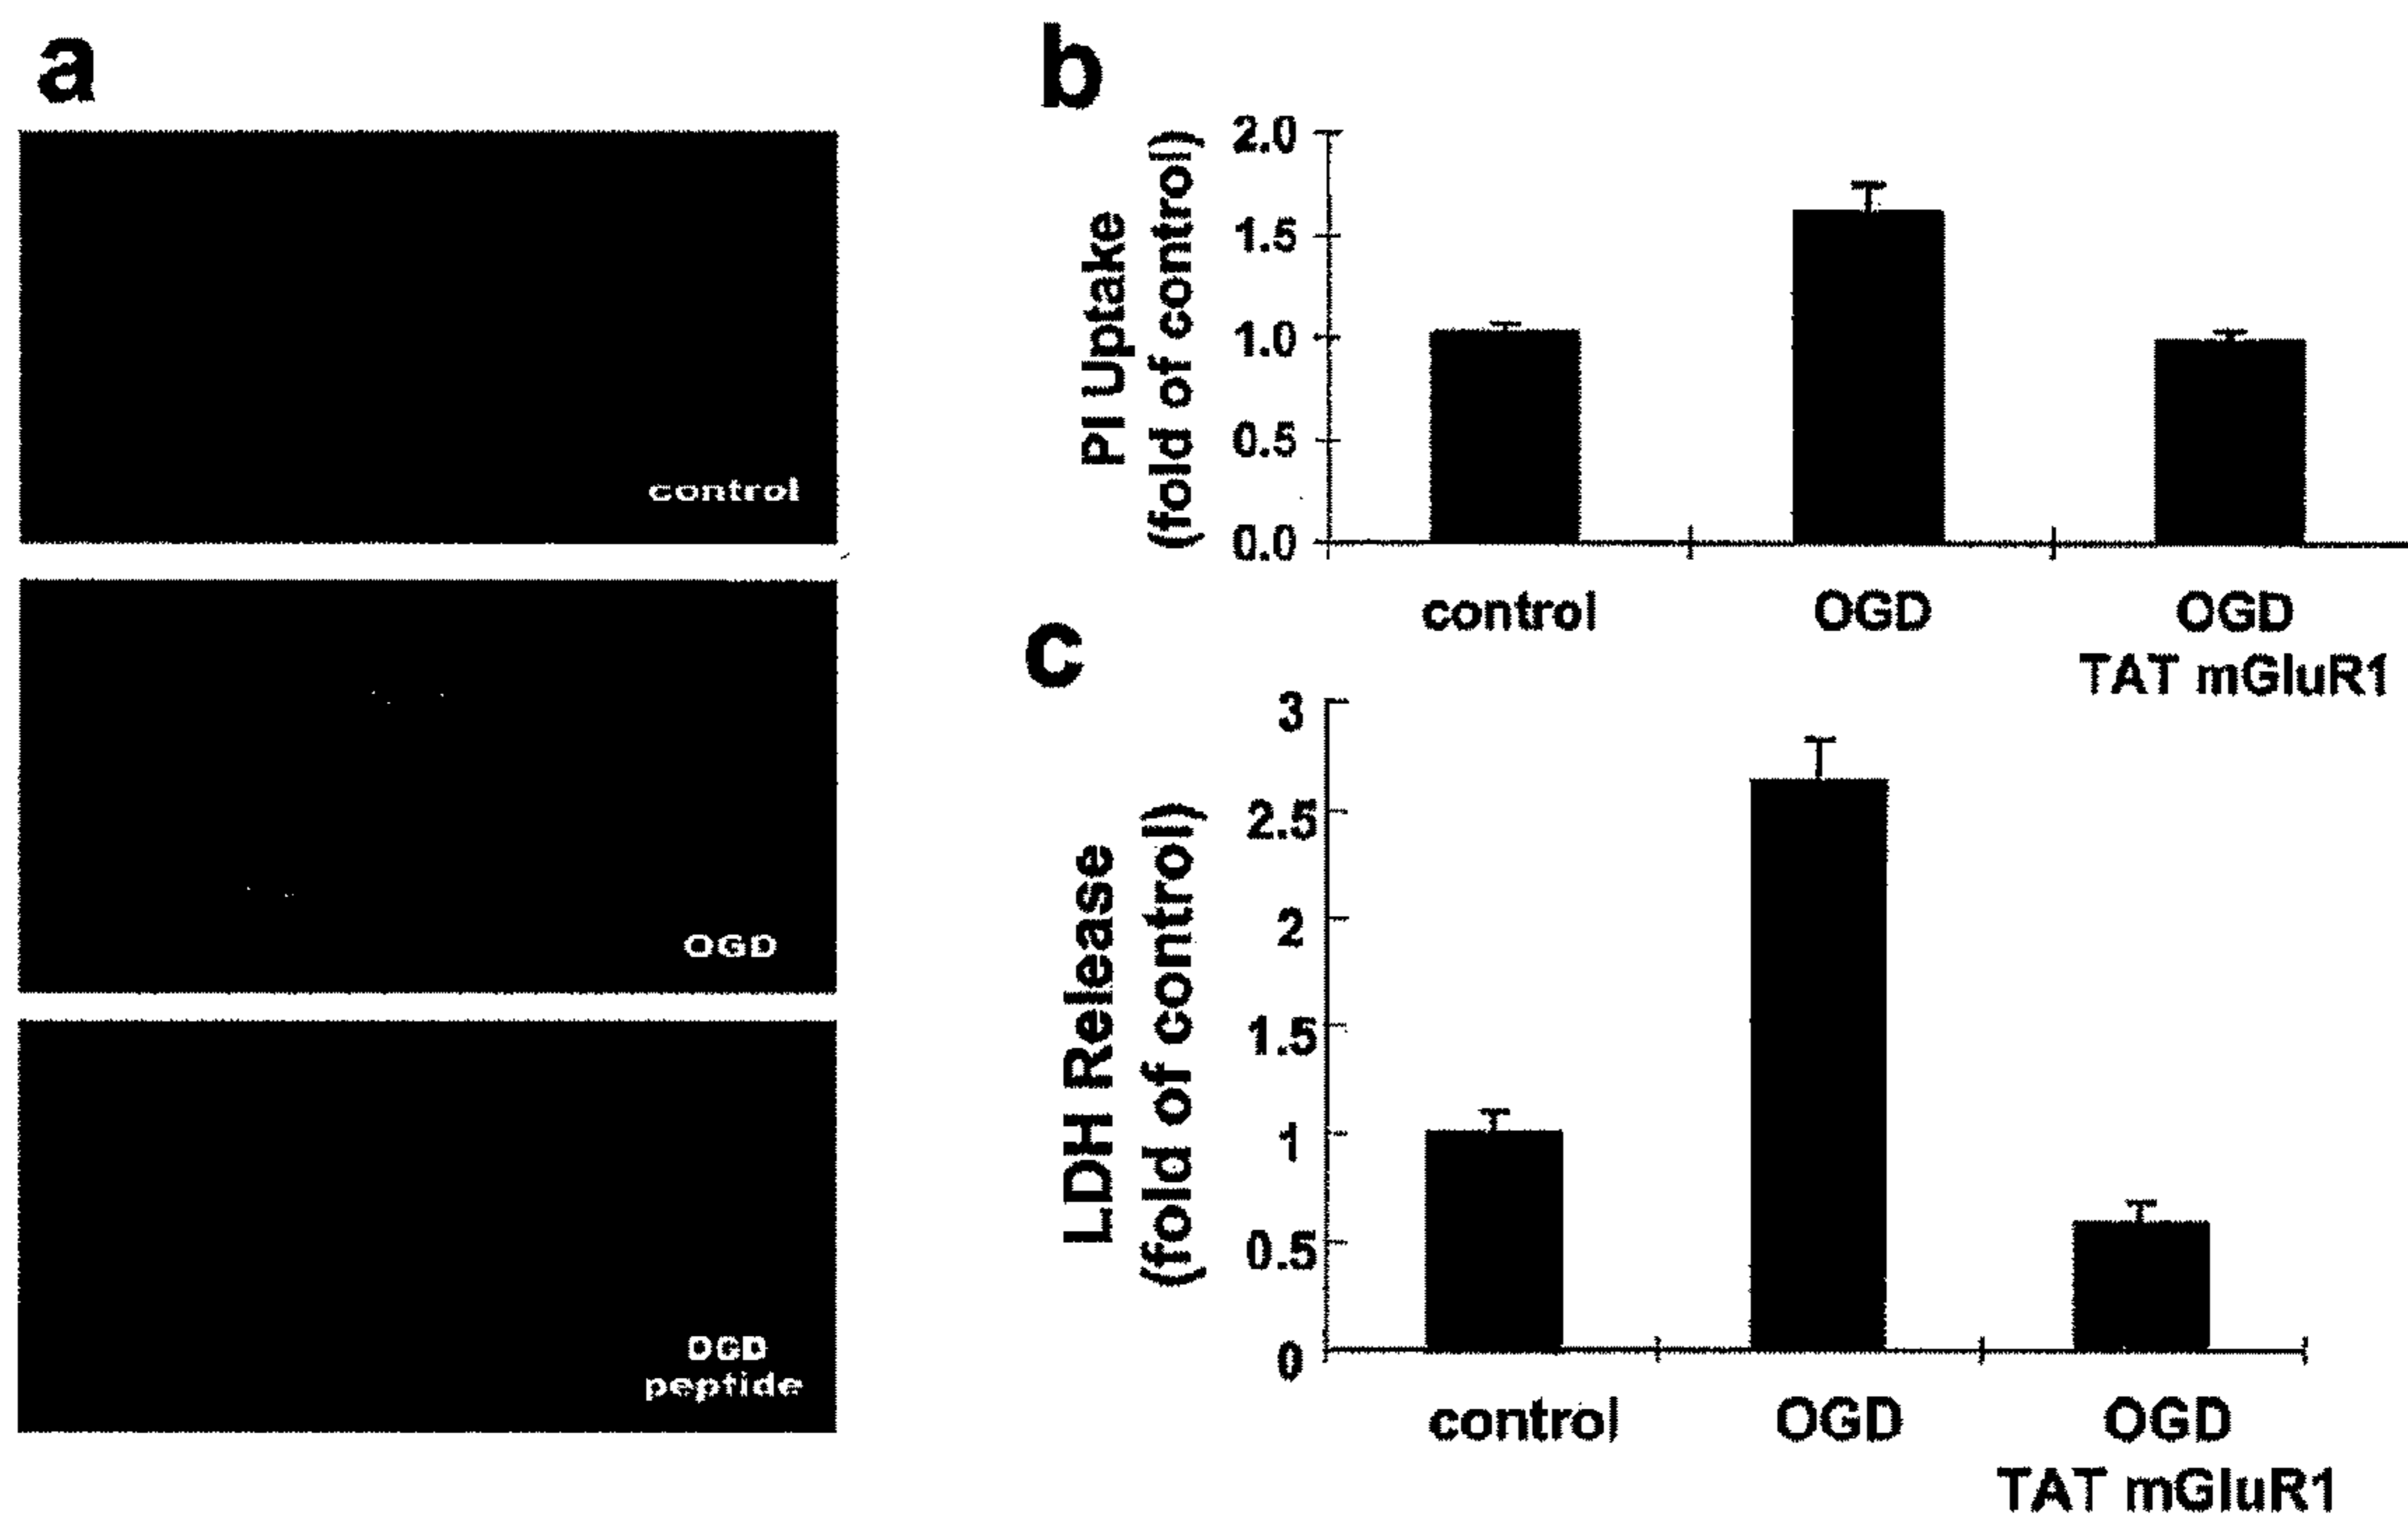 a
control
OGD
OGD
peptide
b
PI Uptake
(fold of control)
2.0
1.5
1.0
0.5
0.0
control
OGD
OGD
TAT mGluR1
c
LDH Release
(fold of control)
3
2.5
2
1.5
1
0.5
0
control
OGD
OGD
TAT mGluR1